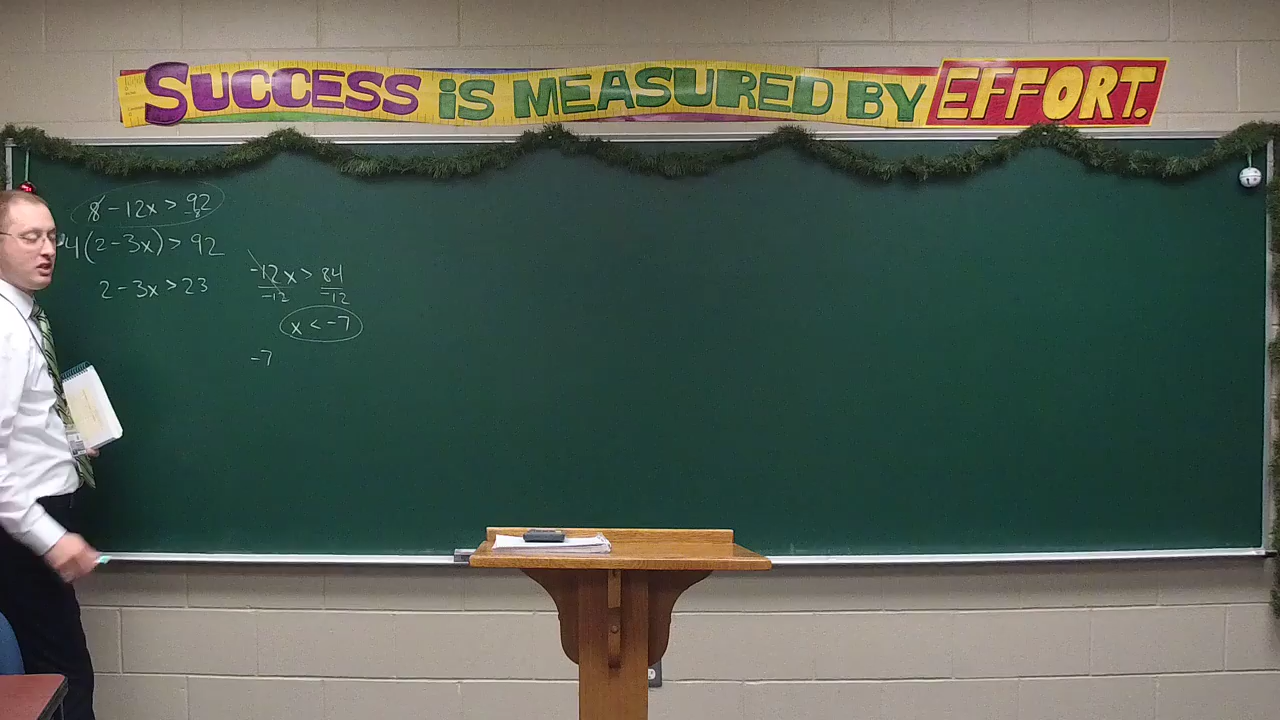 SUCCESS IS MEASURED BY EFFORT.
8 - 12x > 92
-8
4(2-3x) > 92
2 - 3x > 23
-12x > 84
-12 -12
x < -7
-7